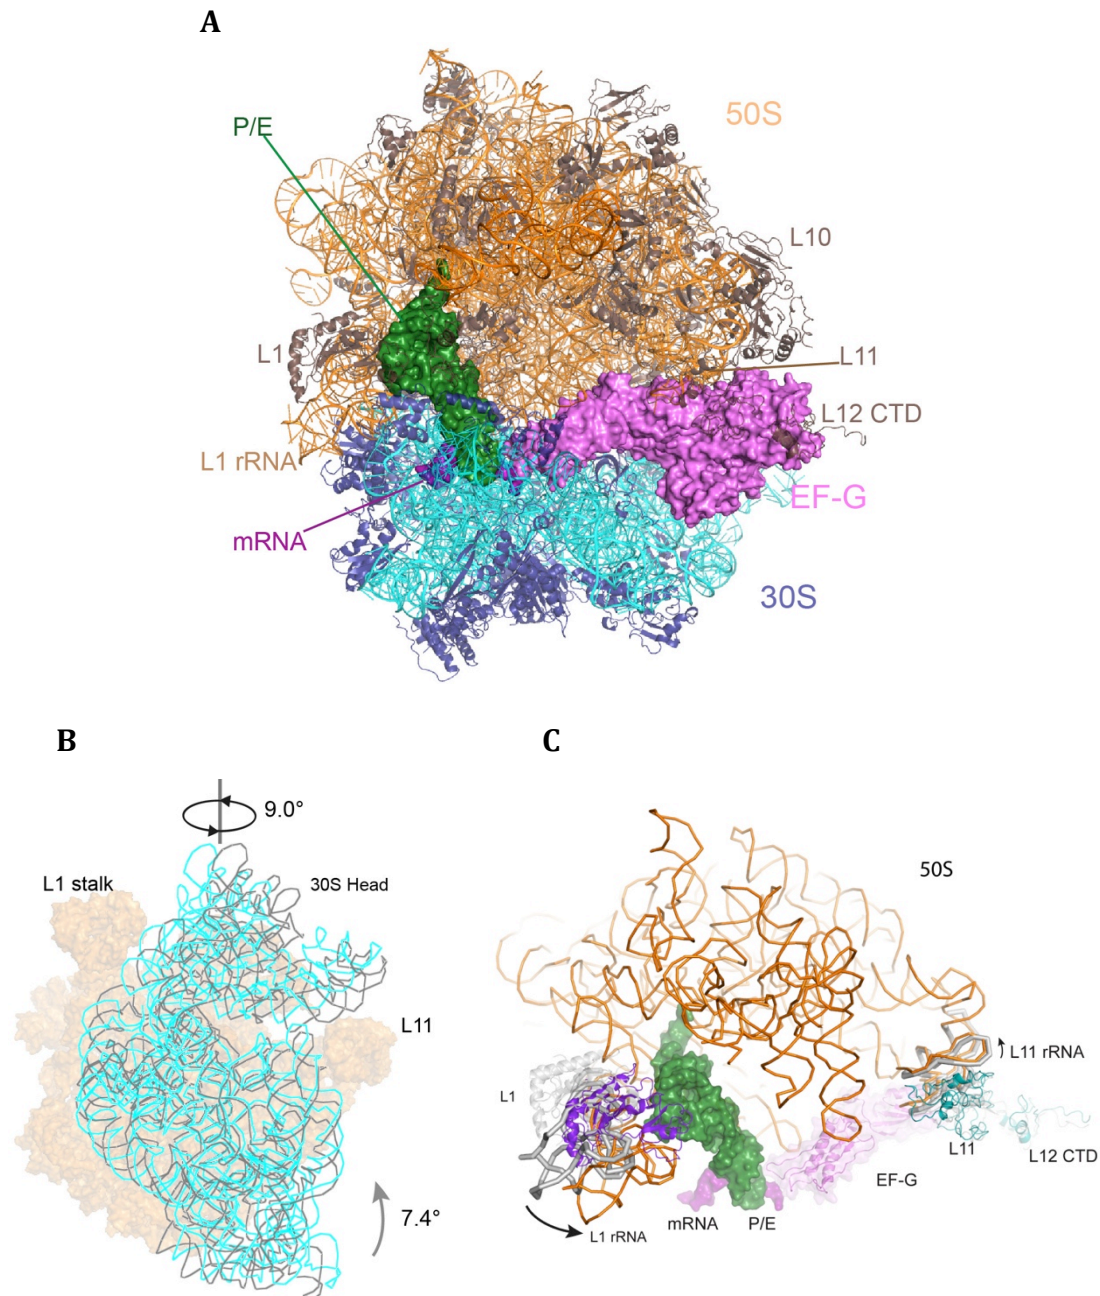 A
50S
P/E
L10
L1
L11
L12 CTD
L1 rRNA
EF-G
mRNA
30S
B
C
9.0°
L1 stalk
30S Head
L11
7.4°
50S
L11 rRNA
L1
L11
L12 CTD
EF-G
mRNA
P/E
L1 rRNA